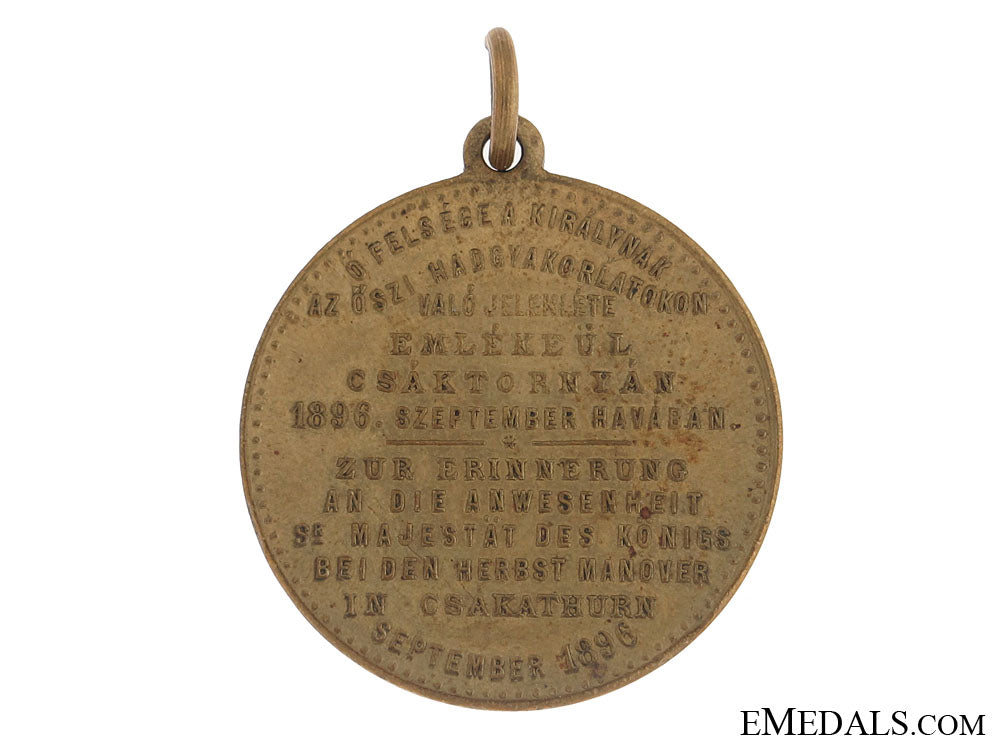 Ő FELSÉGE A KIRÁLYNAK
AZ ŐSZI HADGYAKORLATOKON
VALÓ JELENLÉTE
EMLÉKEÜL
CSÁKTORNYÁN
1896. SZEPTEMBER HAVÁBAN.
*
ZUR ERINNERUNG
AN DIE ANWESENHEIT
SR MAJESTÄT DES KÖNIGS
BEI DEN HERBST MANOVER
IN CSAKATHURN
SEPTEMBER 1896
EMEDALS.COM